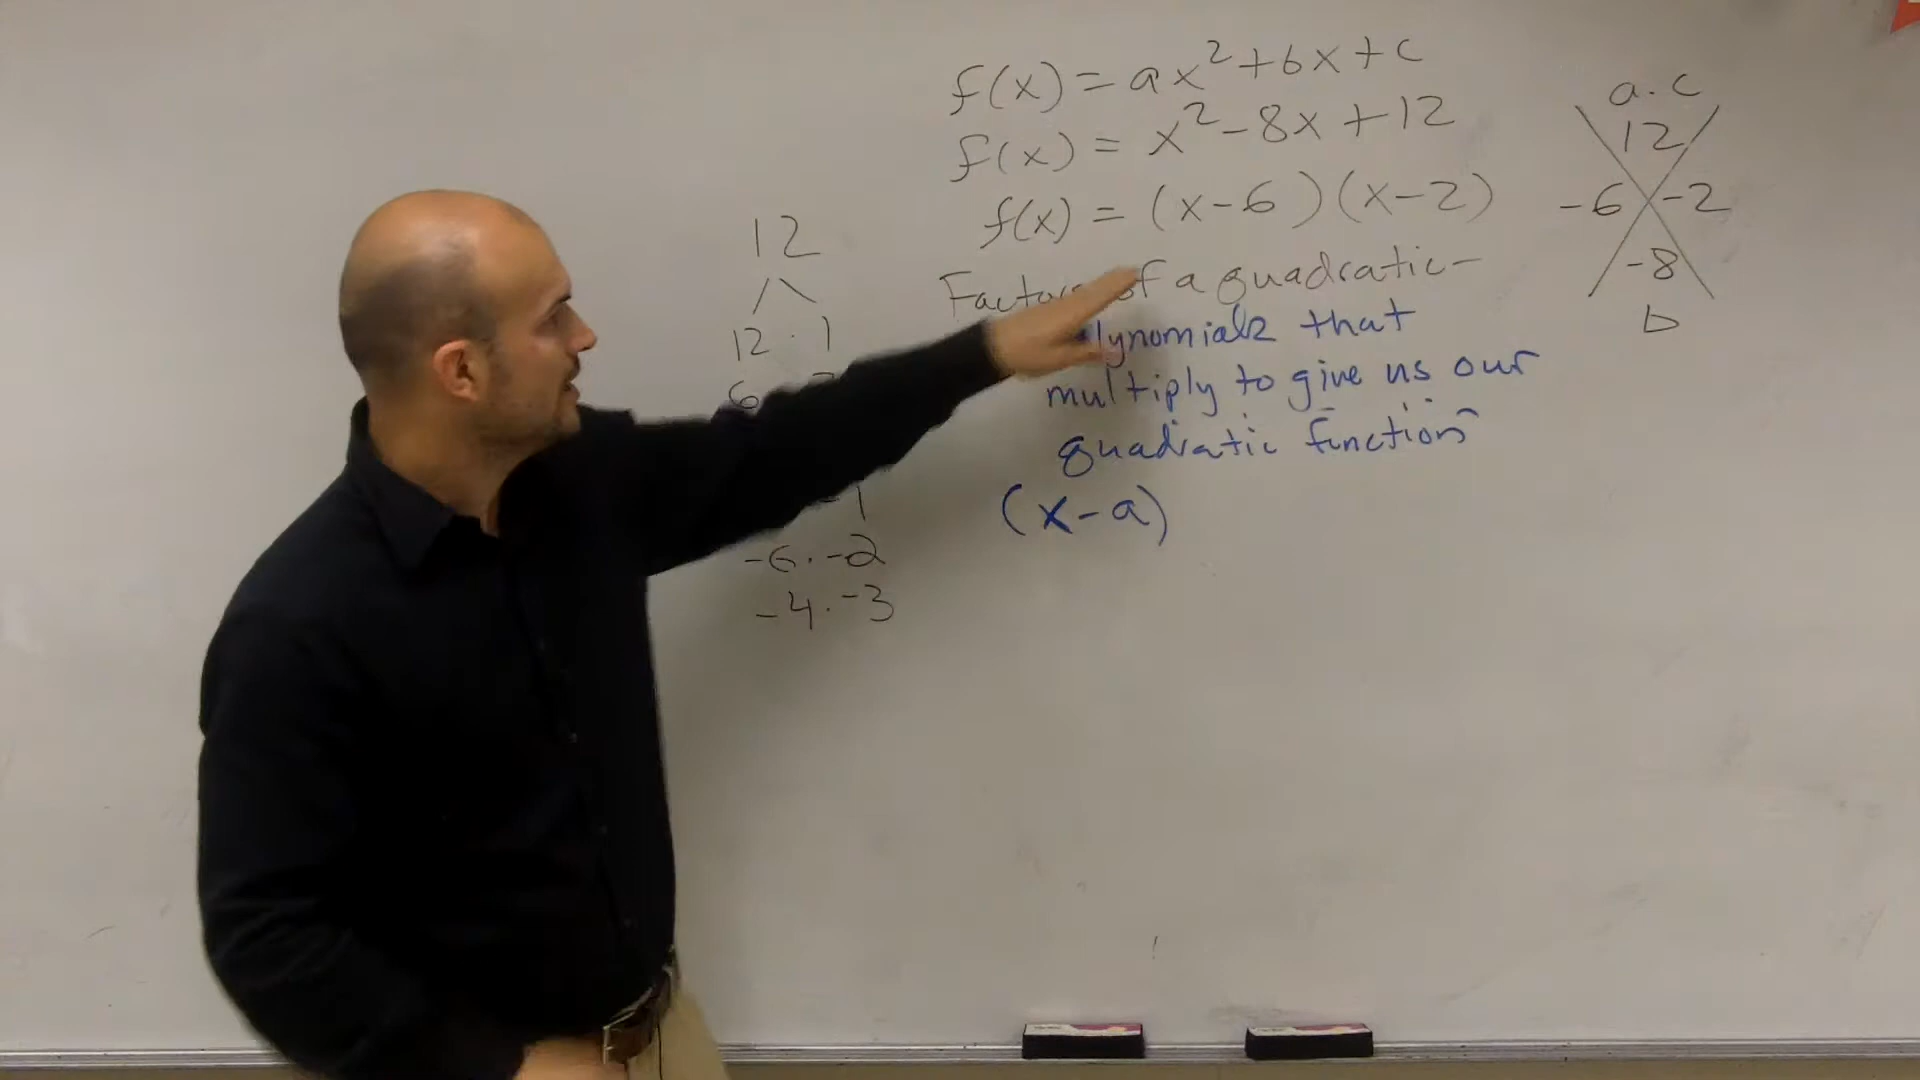 f(x) = ax² + bx + c
f(x) = x² - 8x + 12
f(x) = (x - 6)(x - 2)
Factors of a quadratic -
that
multiply to give us our
quadratic function
(x - a)
a · c
12
-6 -2
-8
b
12
12 · 1
6
-1
-6 · -2
-4 · -3